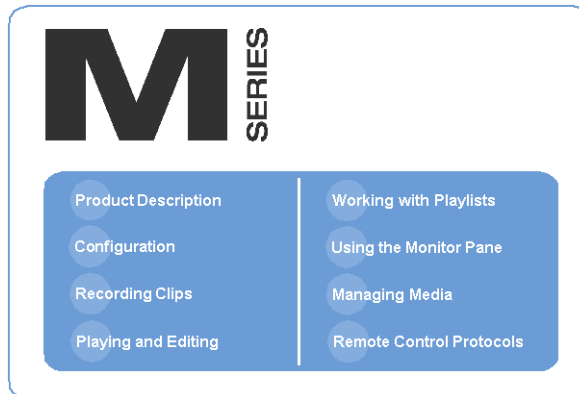 M
SERIES
Product Description
Configuration
Recording Clips
Playing and Editing
Working with Playlists
Using the Monitor Pane
Managing Media
Remote Control Protocols